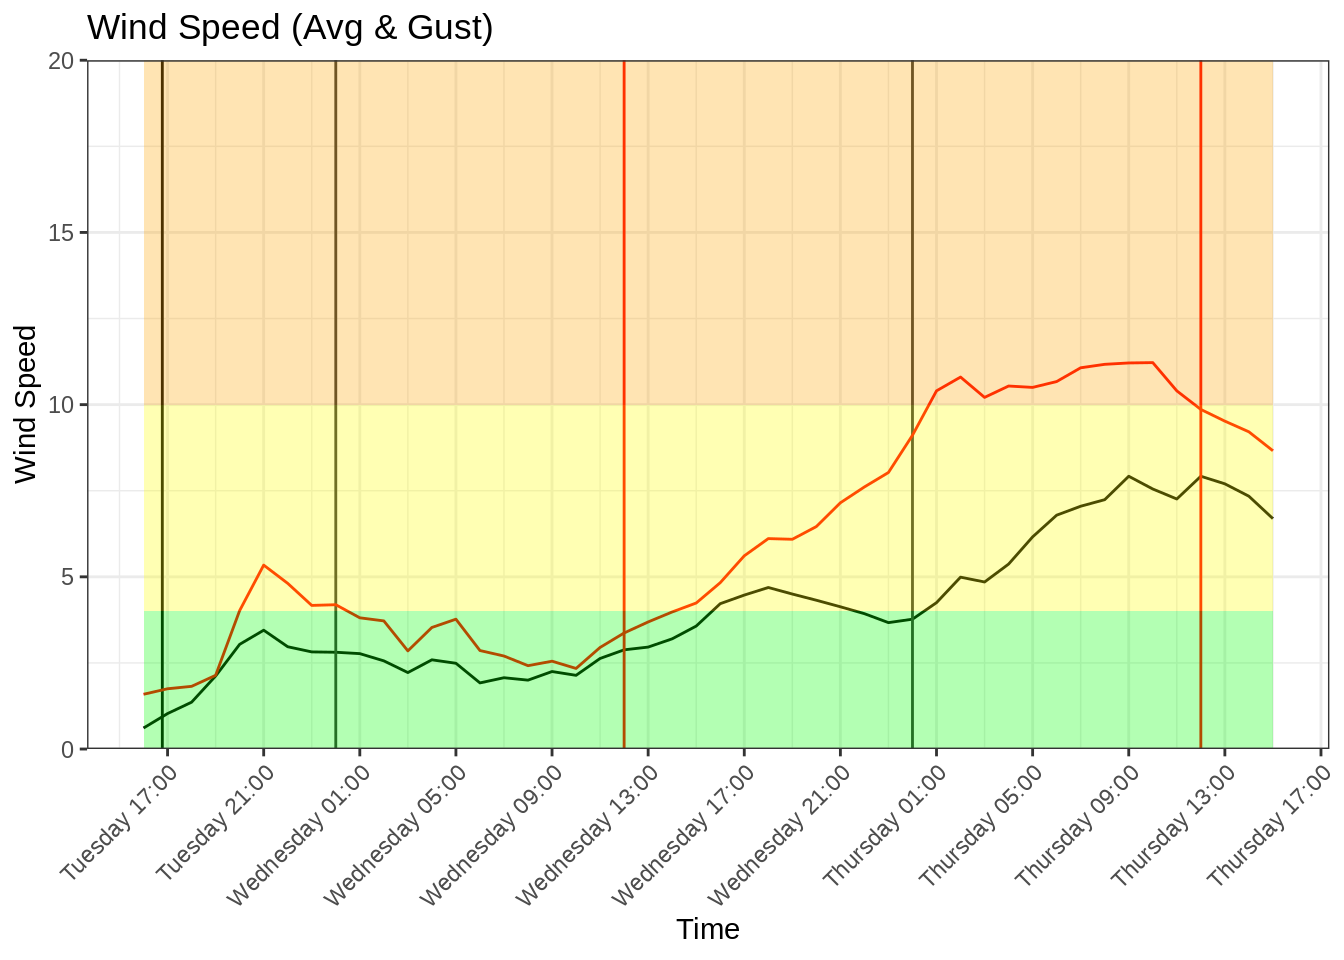 Wind Speed (Avg & Gust)
20
15
10
5
0
Wind Speed
Tuesday 17:00
Tuesday 21:00
Wednesday 01:00
Wednesday 05:00
Wednesday 09:00
Wednesday 13:00
Wednesday 17:00
Wednesday 21:00
Thursday 01:00
Thursday 05:00
Thursday 09:00
Thursday 13:00
Thursday 17:00
Time